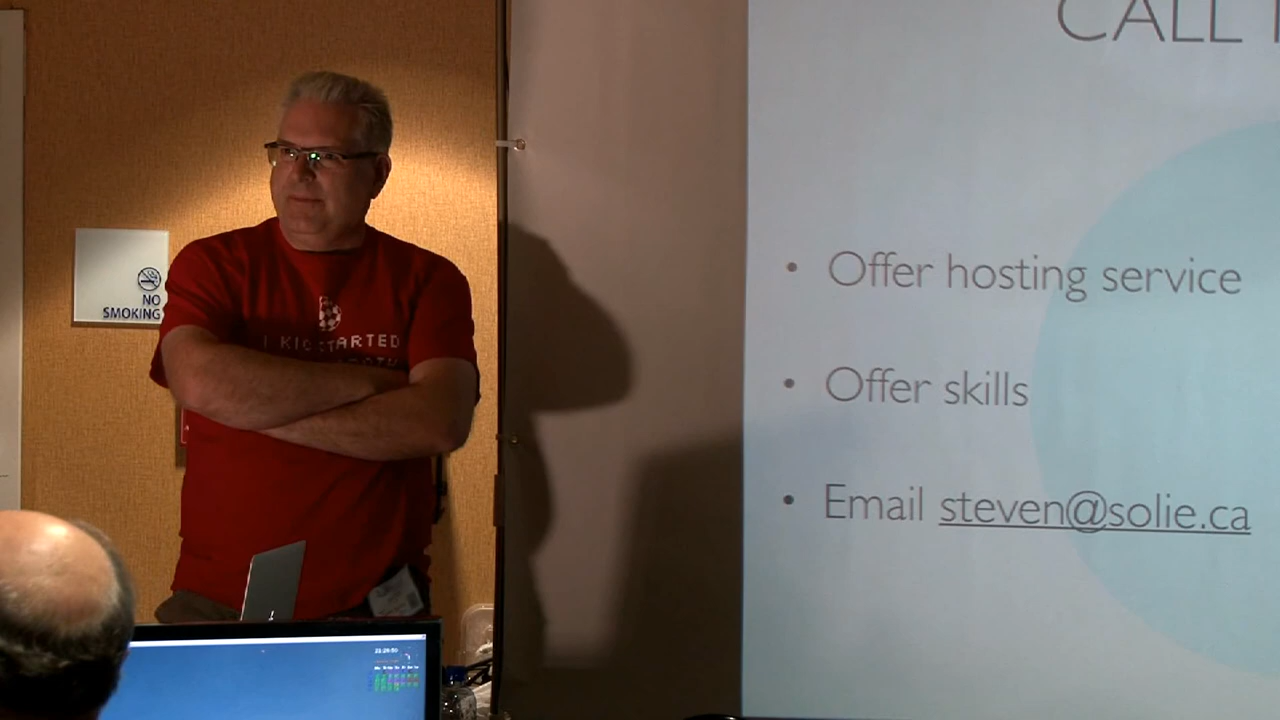 CALL
• Offer hosting service
• Offer skills
• Email steven@solie.ca
NO
SMOKING
I KICKSTARTED